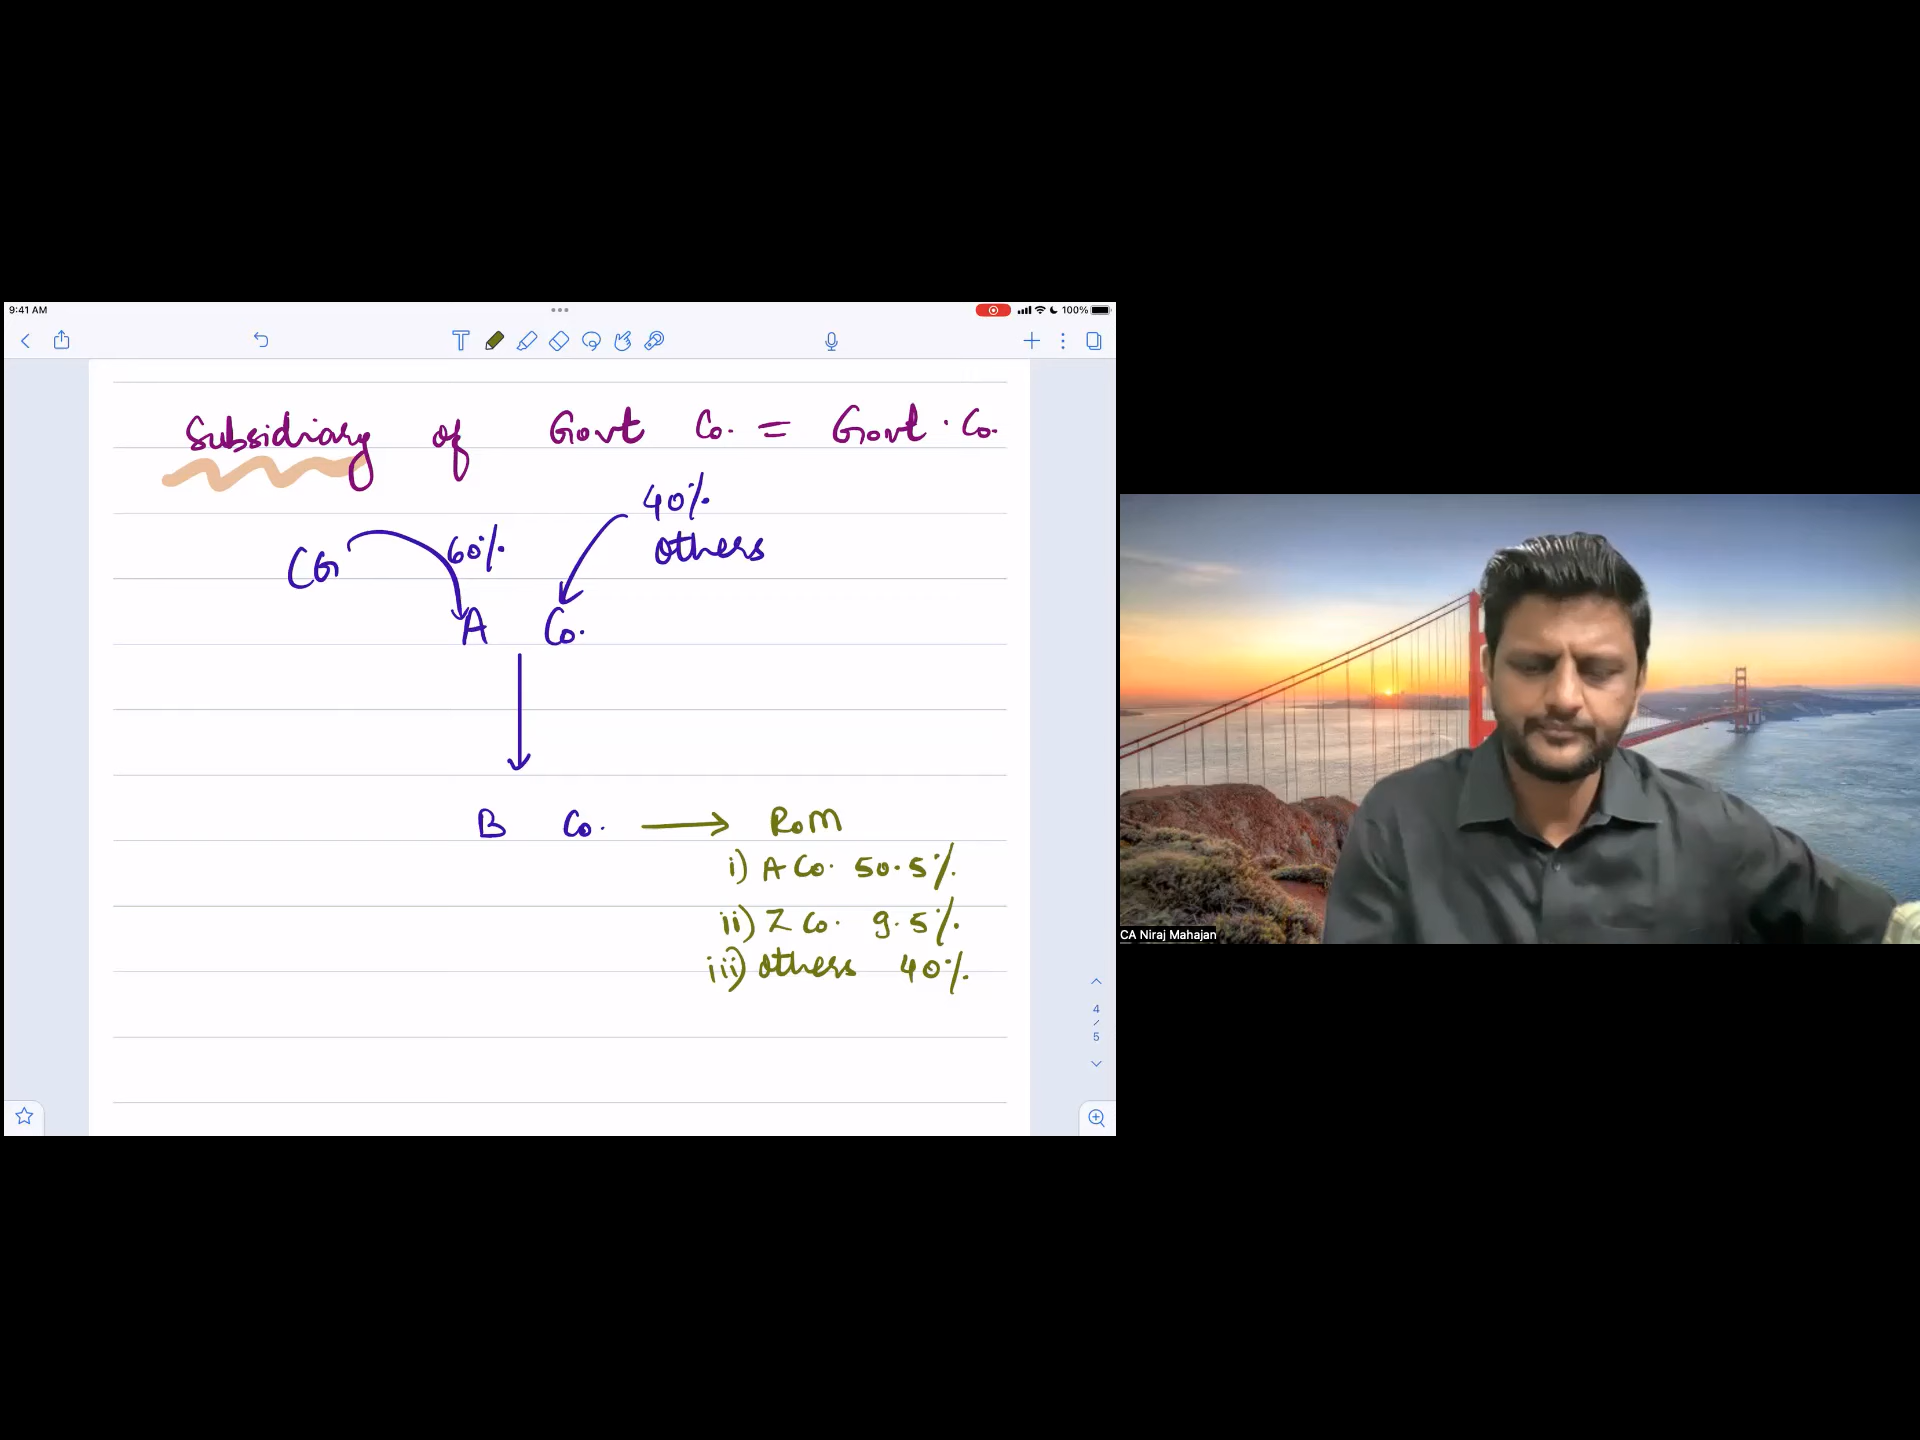 9:41 AM
100%
Subsidiary of Govt Co. = Govt. Co.
40%
CG 60% others
A Co.
B Co. → RoM
i) A Co. 50.5%
ii) Z Co. 9.5%
iii) others 40%
4
/
5
CA Niraj Mahajan